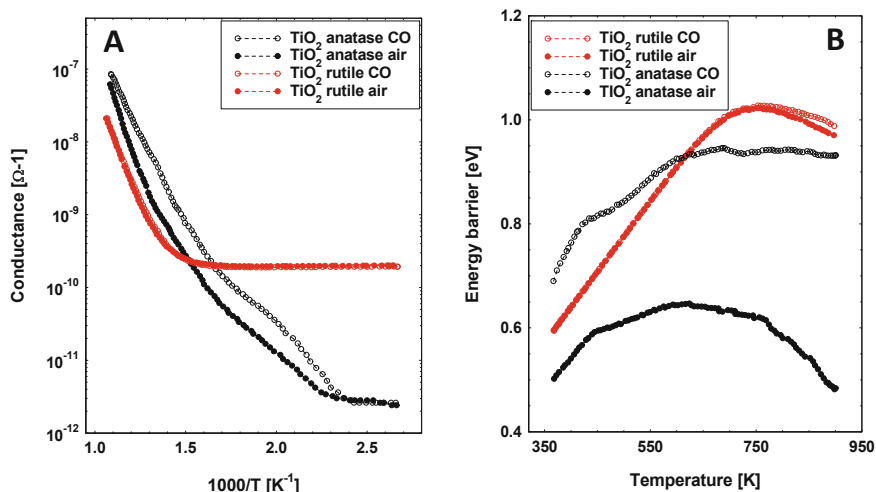 A
TiO2 anatase CO
TiO2 anatase air
TiO2 rutile CO
TiO2 rutile air
Conductance [Ω-1]
10-7
10-8
10-9
10-10
10-11
10-12
1.0 1.5 2.0 2.5
1000/T [K-1]
B
TiO2 rutile CO
TiO2 rutile air
TiO2 anatase CO
TIO2 anatase air
Energy barrier [eV]
1.2
1.0
0.8
0.6
0.4
350 550 750 950
Temperature [K]